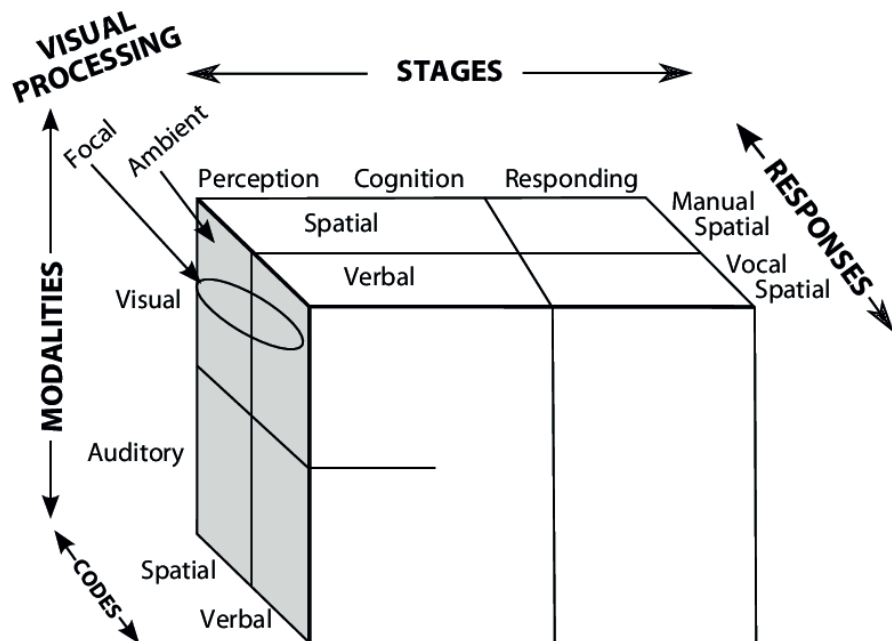 VISUAL
PROCESSING
STAGES
Focal
Ambient
Perception Cognition Responding
Manual
Spatial
Vocal
Spatial
RESPONSES
Spatial
Verbal
MODALITIES
Visual
Auditory
Spatial
Verbal
CODES